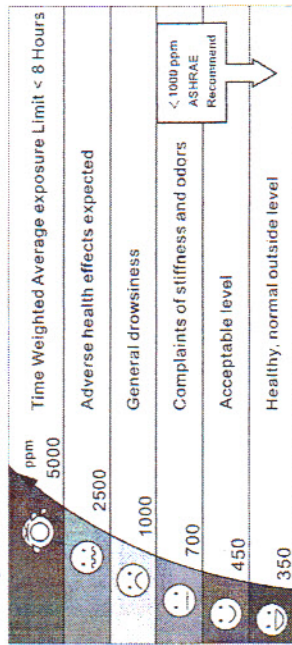 ppm
5000
Time Weighted Average exposure Limit < 8 Hours
2500
Adverse health effects expected
1000
General drowsiness
700
Complaints of stiffness and odors
< 1000 ppm
ASHRAE
Recommend
450
Acceptable level
350
Healthy, normal outside level